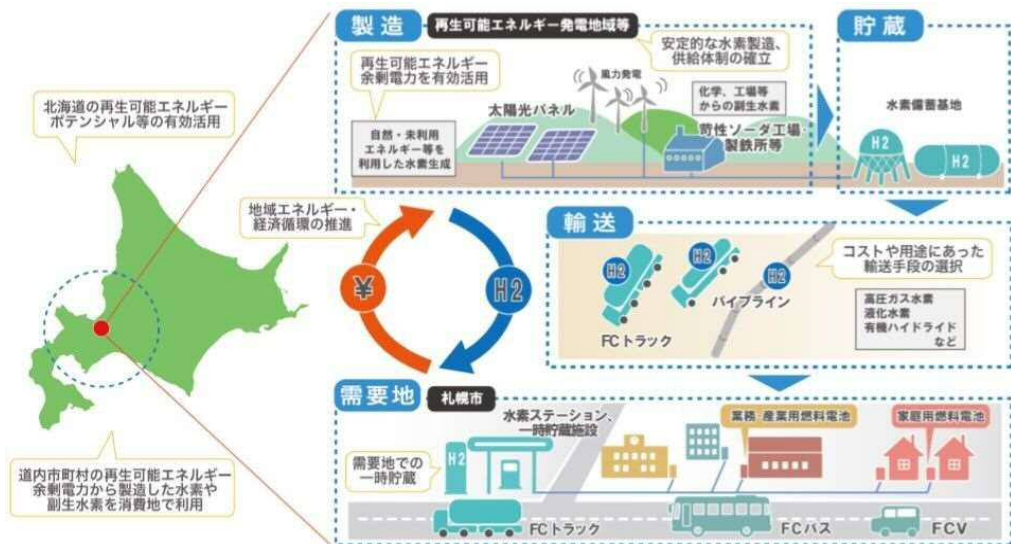 製造
再生可能エネルギー発電地域等
再生可能エネルギー
余剰電力を有効活用
安定的な水素製造、
供給体制の確立
風力発電
太陽光パネル
化学、工場等
からの副生水素
自然・未利用
エネルギー等を
利用した水素生成
苛性ソーダ工場・
製鉄所等
貯蔵
水素備蓄基地
H2
H2
北海道の再生可能エネルギー
ポテンシャル等の有効活用
地域エネルギー・
経済循環の推進
¥
H2
輸送
H2
H2
H2
パイプライン
FCトラック
コストや用途にあった
輸送手段の選択
高圧ガス水素
液化水素
有機ハイドライド
など
需要地
札幌市
水素ステーション、
一時貯蔵施設
業務・産業用燃料電池
家庭用燃料電池
需要地での
一時貯蔵
H2
FCトラック
FCバス
FCV
道内市町村の再生可能エネルギー
余剰電力から製造した水素や
副生水素を消費地で利用